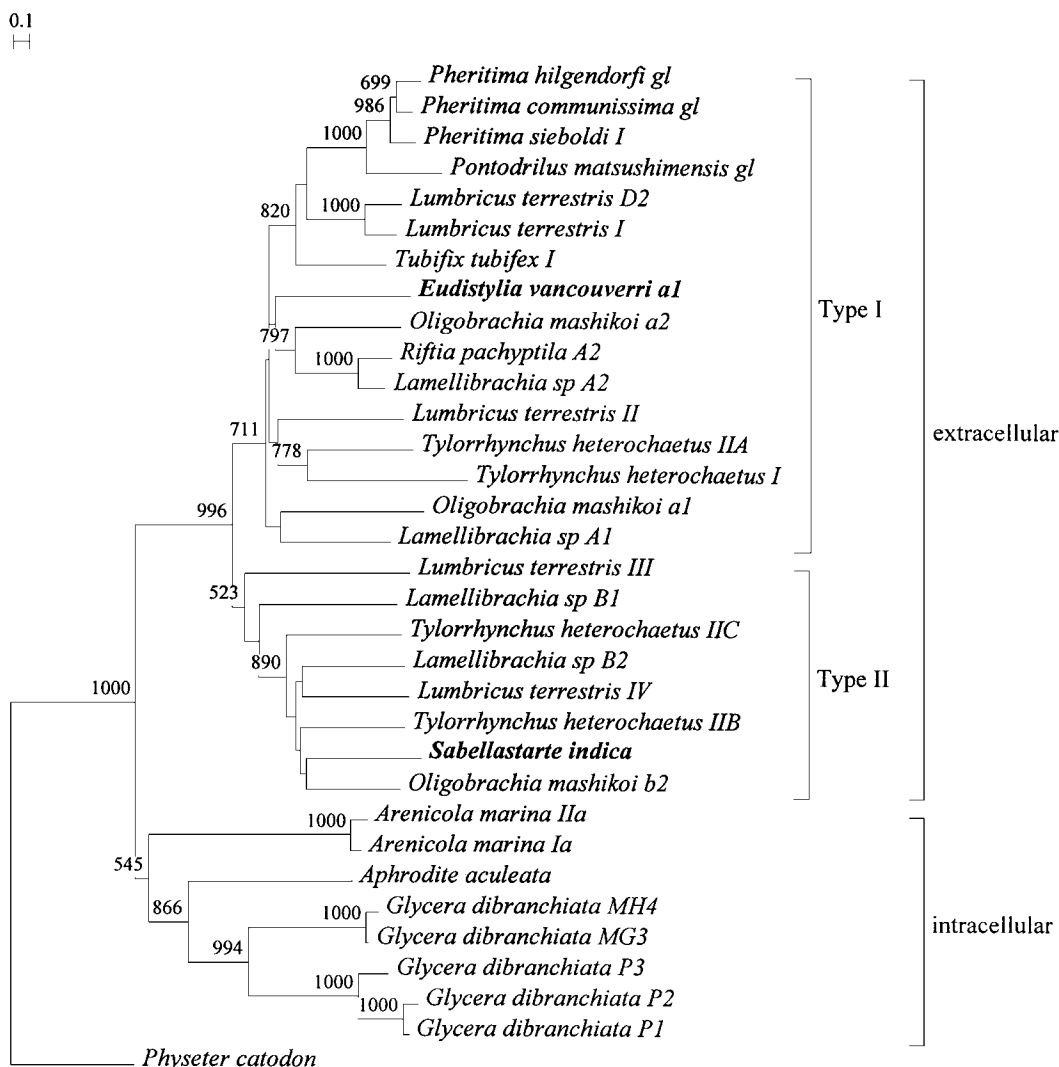 0.1
699
Pheritima hilgendorfi gl
986
Pheritima communissima gl
1000
Pheritima sieboldi I
Pontodrilus matsushimensis gl
1000
Lumbricus terrestris D2
820
Lumbricus terrestris I
Tubifix tubifex I
Eudistylia vancouverri a1
Type I
797
Oligobrachia mashikoi a2
1000
Riftia pachyptila A2
Lamellibrachia sp A2
711
Lumbricus terrestris II
extracellular
778
Tylorrhynchus heterochaetus IIA
Tylorrhynchus heterochaetus I
996
Oligobrachia mashikoi a1
Lamellibrachia sp A1
Lumbricus terrestris III
523
Lamellibrachia sp B1
Tylorrhynchus heterochaetus IIC
890
Lamellibrachia sp B2
Type II
1000
Lumbricus terrestris IV
Tylorrhynchus heterochaetus IIB
Sabellastarte indica
Oligobrachia mashikoi b2
1000
Arenicola marina IIa
Arenicola marina Ia
545
Aphrodite aculeata
866
1000
Glycera dibranchiata MH4
intracellular
994
Glycera dibranchiata MG3
1000
Glycera dibranchiata P3
1000
Glycera dibranchiata P2
Glycera dibranchiata P1
Physeter catodon